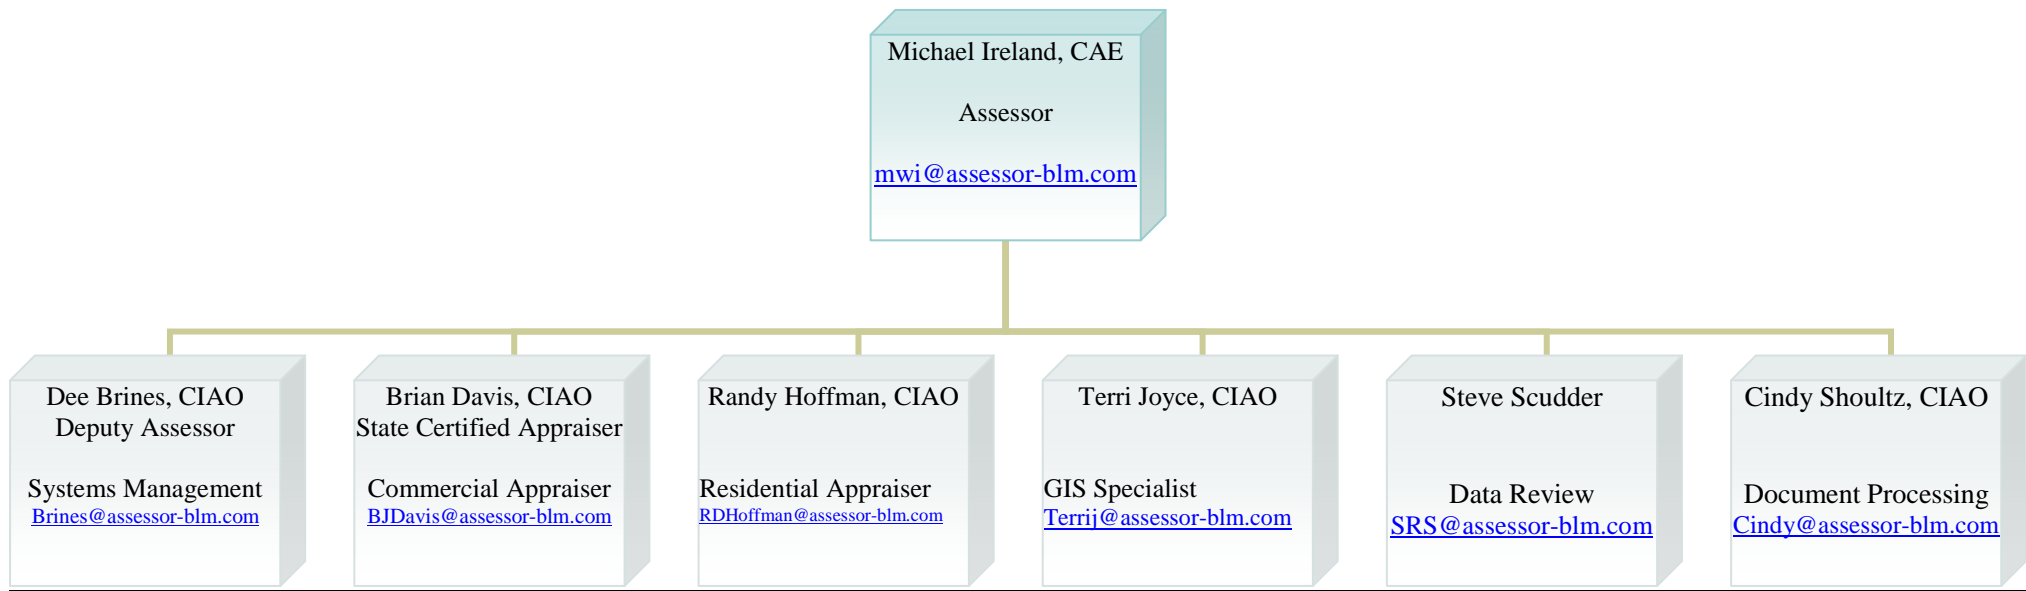 Michael Ireland, CAE
Assessor
mwi@assessor-blm.com
Dee Brines, CIAO
Deputy Assessor
Systems Management
Brines@assessor-blm.com
Brian Davis, CIAO
State Certified Appraiser
Commercial Appraiser
BJDavis@assessor-blm.com
Randy Hoffman, CIAO
Residential Appraiser
RDHoffman@assessor-blm.com
Terri Joyce, CIAO
GIS Specialist
Terrij@assessor-blm.com
Steve Scudder
Data Review
SRS@assessor-blm.com
Cindy Shoultz, CIAO
Document Processing
Cindy@assessor-blm.com